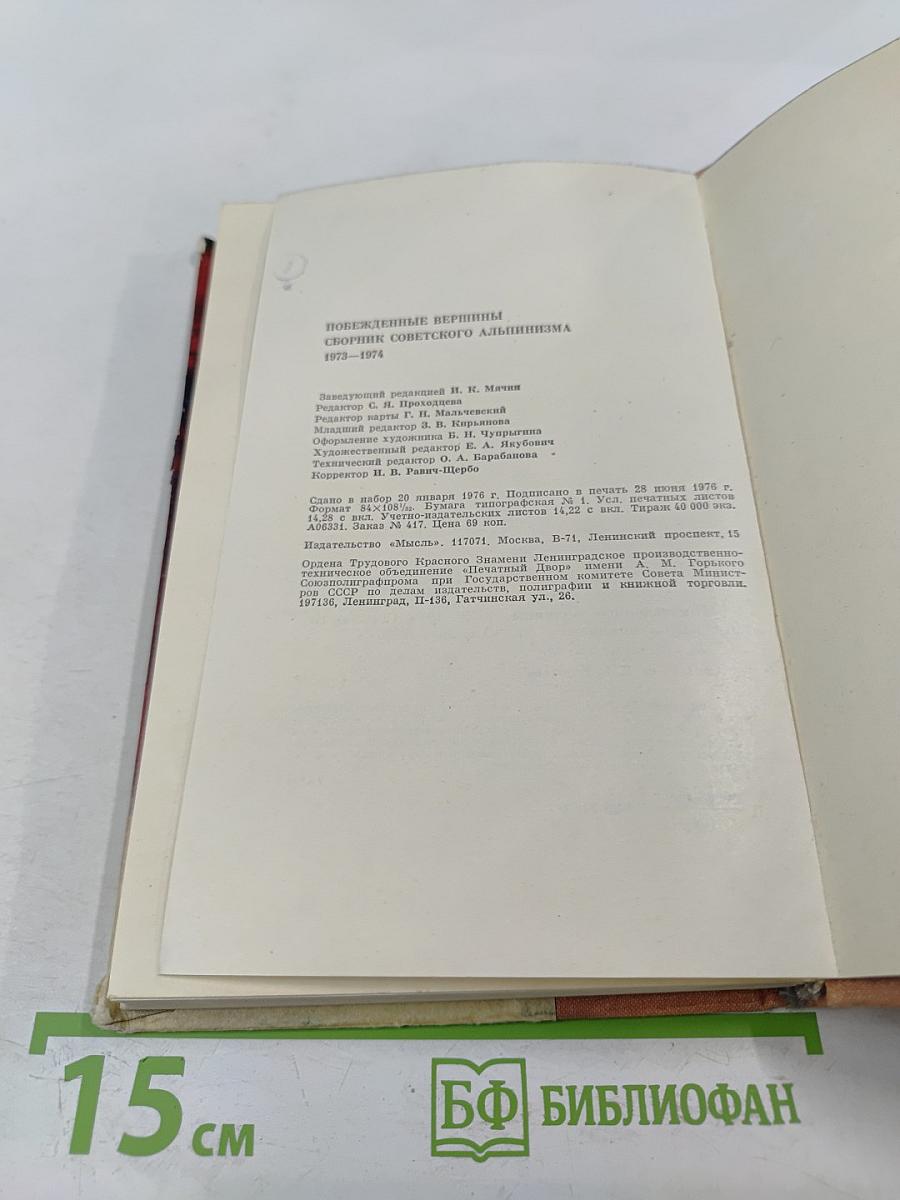 ПОБЕЖДЕННЫЕ ВЕРШИНЫ
СБОРНИК СОВЕТСКОГО АЛЬПИНИЗМА
1973—1974
Заведующий редакцией И. К. Мячин
Редактор С. Я. Проходцева
Редактор карты Г. Н. Мальчевский
Младший редактор З. В. Кирьянова
Оформление художника Б. Н. Чупрыгина
Художественный редактор Е. А. Якубович
Технический редактор О. А. Барабанова
Корректор И. В. Равич-Щербо
Сдано в набор 20 января 1976 г. Подписано в печать 28 июня 1976 г.
Формат 84×108¹/₃₂. Бумага типографская № 1. Усл. печатных листов
14,28 с вкл. Учетно-издательских листов 14,22 с вкл. Тираж 40 000 экз.
А06331. Заказ № 417. Цена 69 коп.
Издательство «Мысль». 117071. Москва, В-71, Ленинский проспект, 15
Ордена Трудового Красного Знамени Ленинградское производственно-
техническое объединение «Печатный Двор» имени А. М. Горького
Союзполиграфпрома при Государственном комитете Совета Минист-
ров СССР по делам издательств, полиграфии и книжной торговли.
197136, Ленинград, П-136, Гатчинская ул., 26.
15 см
БФ БИБЛИОФАН